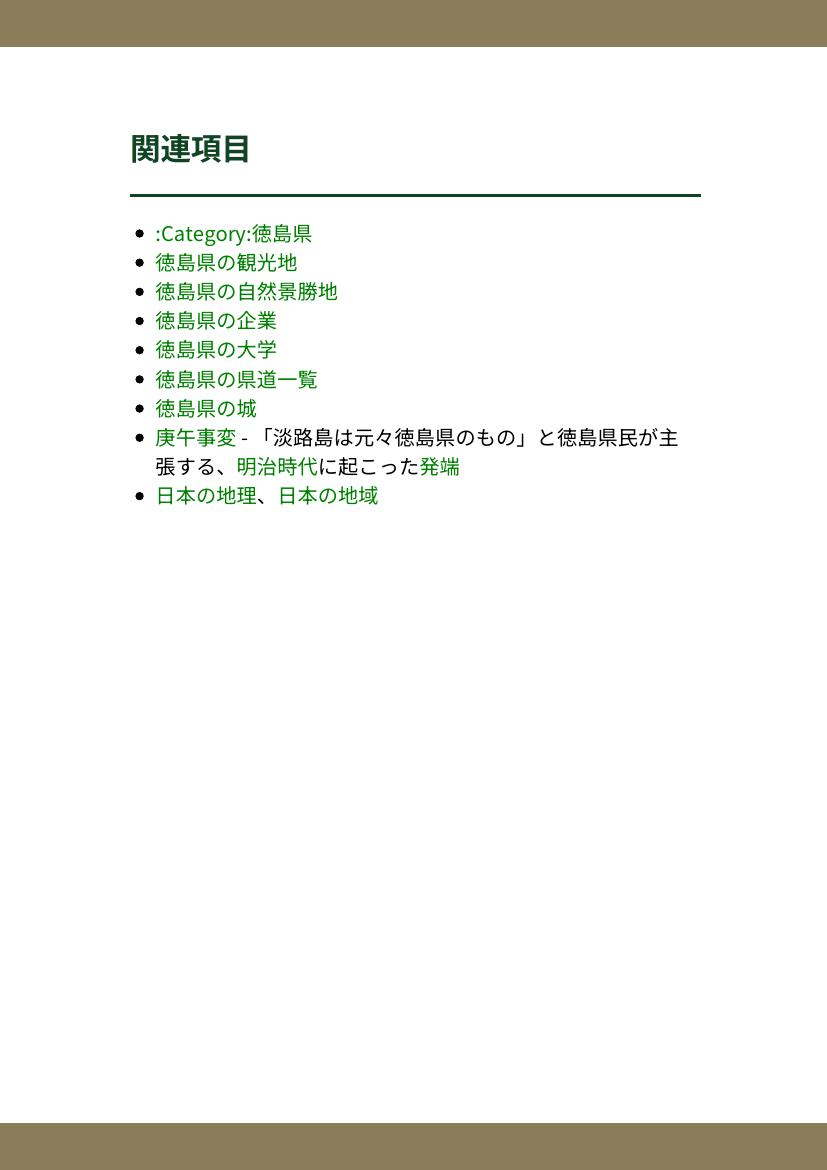 関連項目
:Category:徳島県
徳島県の観光地
徳島県の自然景勝地
徳島県の企業
徳島県の大学
徳島県の県道一覧
徳島県の城
庚午事変 - 「淡路島は元々徳島県のもの」と徳島県民が主
張する、明治時代に起こった発端
日本の地理、日本の地域